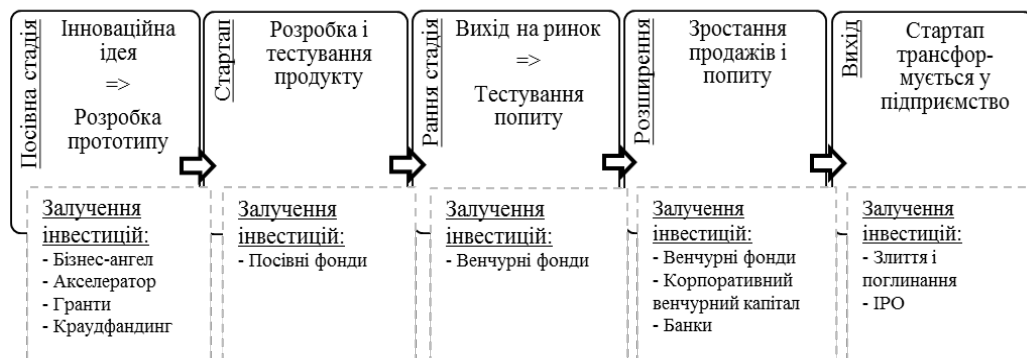 Посівна стадія
Інноваційна
ідея
=>
Розробка
прототипу
Залучення
інвестицій:
- Бізнес-ангел
- Акселератор
- Гранти
- Краудфандинг
Стартап
Розробка і
тестування
продукту
Залучення
інвестицій:
- Посівні фонди
Рання стадія
Вихід на ринок
=>
Тестування
попиту
Залучення
інвестицій:
- Венчурні фонди
Розширення
Зростання
продажів і
попиту
Залучення
інвестицій:
- Венчурні фонди
- Корпоративний
венчурний капітал
- Банки
Вихід
Стартап
трансфор-
мується у
підприємство
Залучення
інвестицій:
- Злиття і
поглинання
- IPO